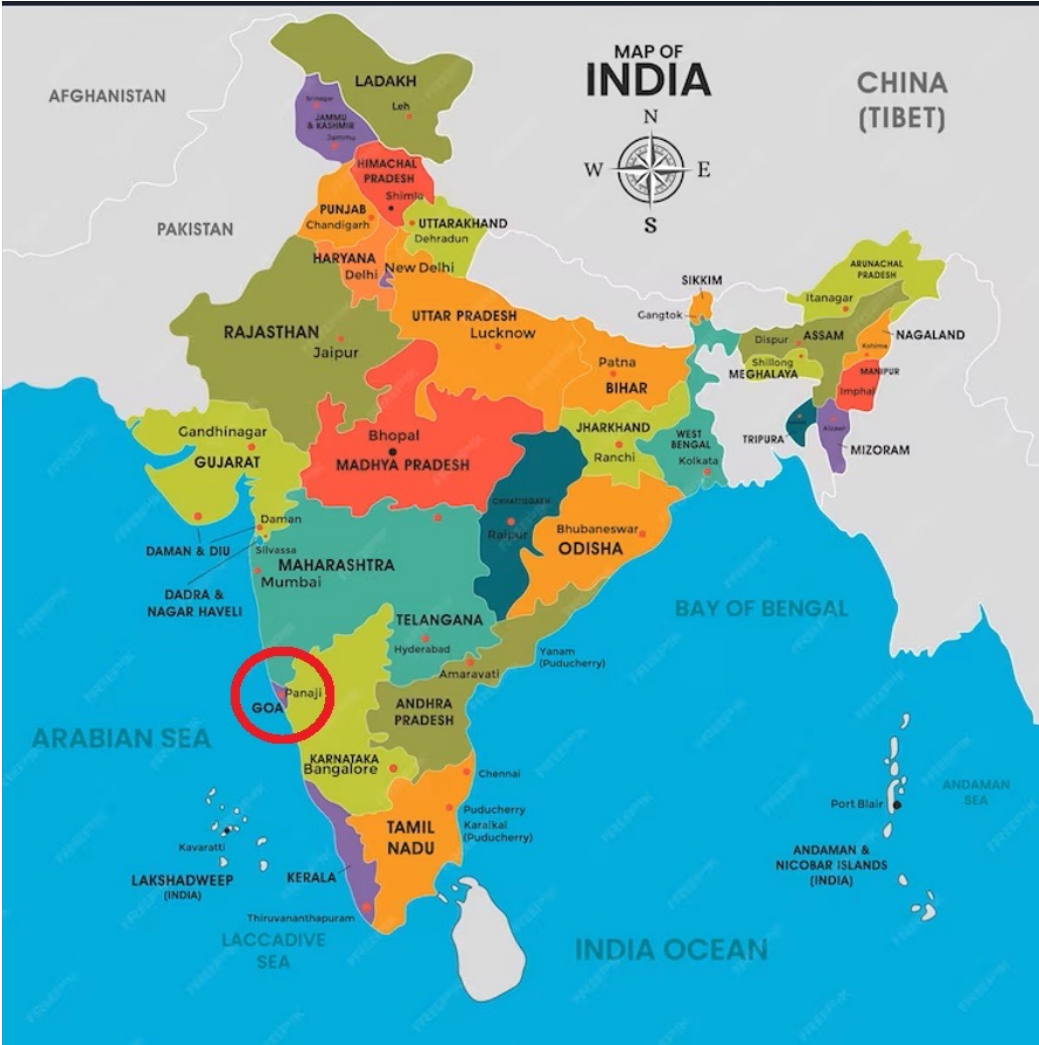 MAP OF
INDIA
N
W
E
S
AFGHANISTAN
CHINA
(TIBET)
PAKISTAN
LADAKH
Leh
Srinagar
JAMMU
& KASHMIR
Jammu
HIMACHAL
PRADESH
Shimla
PUNJAB
Chandigarh
UTTARAKHAND
Dehradun
HARYANA
Delhi
New Delhi
RAJASTHAN
Jaipur
UTTAR PRADESH
Lucknow
SIKKIM
Gangtok
ARUNACHAL
PRADESH
Itanagar
Dispur
ASSAM
NAGALAND
Kohima
Shillong
MEGHALAYA
MANIPUR
Imphal
TRIPURA
Aizawl
MIZORAM
Patna
BIHAR
JHARKHAND
Ranchi
WEST
BENGAL
Kolkata
Gandhinagar
GUJARAT
Bhopal
MADHYA PRADESH
CHHATTISGARH
Raipur
Bhubaneswar
ODISHA
Daman
DAMAN & DIU
Silvassa
DADRA &
NAGAR HAVELI
MAHARASHTRA
Mumbai
TELANGANA
Hyderabad
Amaravati
Yanam
(Puducherry)
BAY OF BENGAL
Panaji
GOA
ANDHRA
PRADESH
ARABIAN SEA
KARNATAKA
Bangalore
Chennai
Puducherry
Karaikal
(Puducherry)
TAMIL
NADU
KERALA
Thiruvananthapuram
Kavaratti
LAKSHADWEEP
(INDIA)
LACCADIVE
SEA
INDIA OCEAN
Port Blair
ANDAMAN
SEA
ANDAMAN &
NICOBAR ISLANDS
(INDIA)